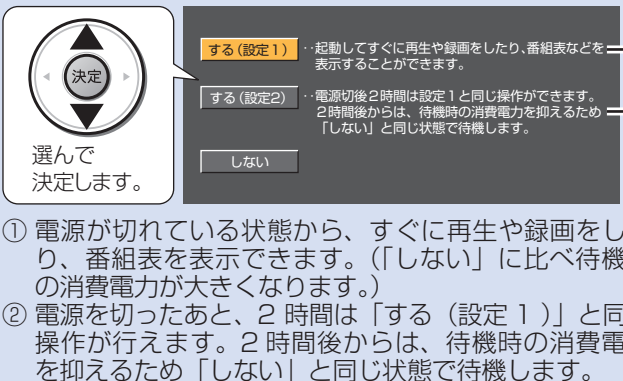 決定
選んで
決定します。
する（設定１）
‥起動してすぐに再生や録画をしたり、番組表などを
表示することができます。
する（設定２）
‥電源切後２時間は設定１と同じ操作ができます。
２時間後からは、待機時の消費電力を抑えるため
「しない」と同じ状態で待機します。
しない
① 電源が切れている状態から、すぐに再生や録画をし
り、番組表を表示できます。（「しない」に比べ待機
の消費電力が大きくなります。）
② 電源を切ったあと、２ 時間は「する（設定 １ ）」と同
操作が行えます。２ 時間後からは、待機時の消費電
を抑えるため「しない」と同じ状態で待機します。